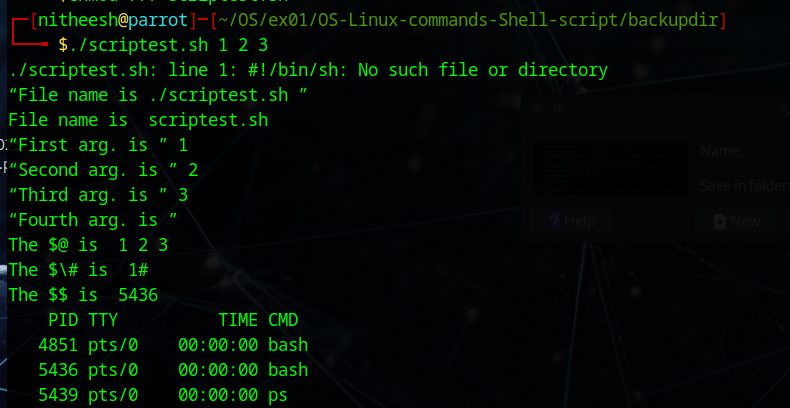 ┌─[nitheesh@parrot]─[~/OS/ex01/OS-Linux-commands-Shell-script/backupdir]
└──╼ $./scriptest.sh 1 2 3
./scriptest.sh: line 1: #!/bin/sh: No such file or directory
“File name is ./scriptest.sh ”
File name is  scriptest.sh
“First arg. is ” 1
“Second arg. is ” 2
“Third arg. is ” 3
“Fourth arg. is ”
The $@ is  1 2 3
The $\# is  1#
The $$ is  5436
    PID TTY          TIME CMD
   4851 pts/0    00:00:00 bash
   5436 pts/0    00:00:00 bash
   5439 pts/0    00:00:00 ps
Name:
Save in folder
Help
New